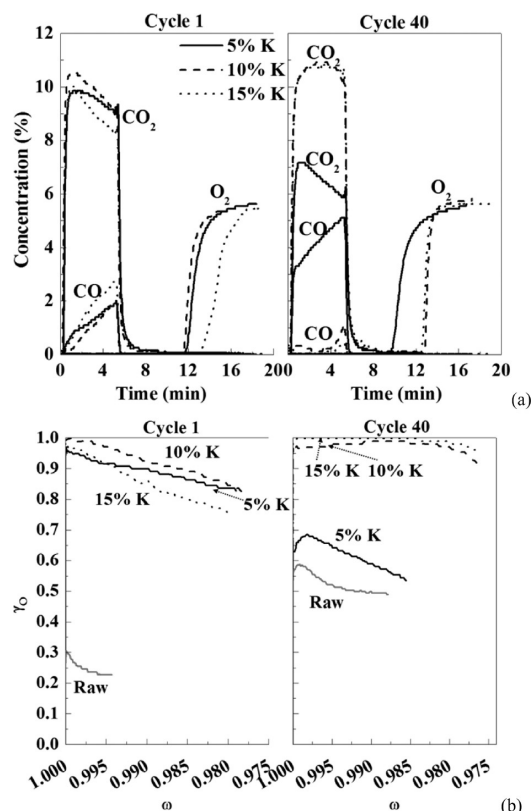 Cycle 1
Cycle 40
12
10
8
6
4
2
0
Concentration (%)
5% K
10% K
15% K
CO2
O2
CO
CO2
CO2
CO
CO
O2
0 4 8 12 16 20
0 4 8 12 16 20
Time (min)
Time (min)
(a)
Cycle 1
Cycle 40
1.0
0.9
0.8
0.7
0.6
0.5
0.4
0.3
0.2
0.1
0.0
γO
10% K
15% K
5% K
Raw
15% K
10% K
5% K
Raw
1.000 0.995 0.990 0.985 0.980 0.975
1.000 0.995 0.990 0.985 0.980 0.975
ω
ω
(b)